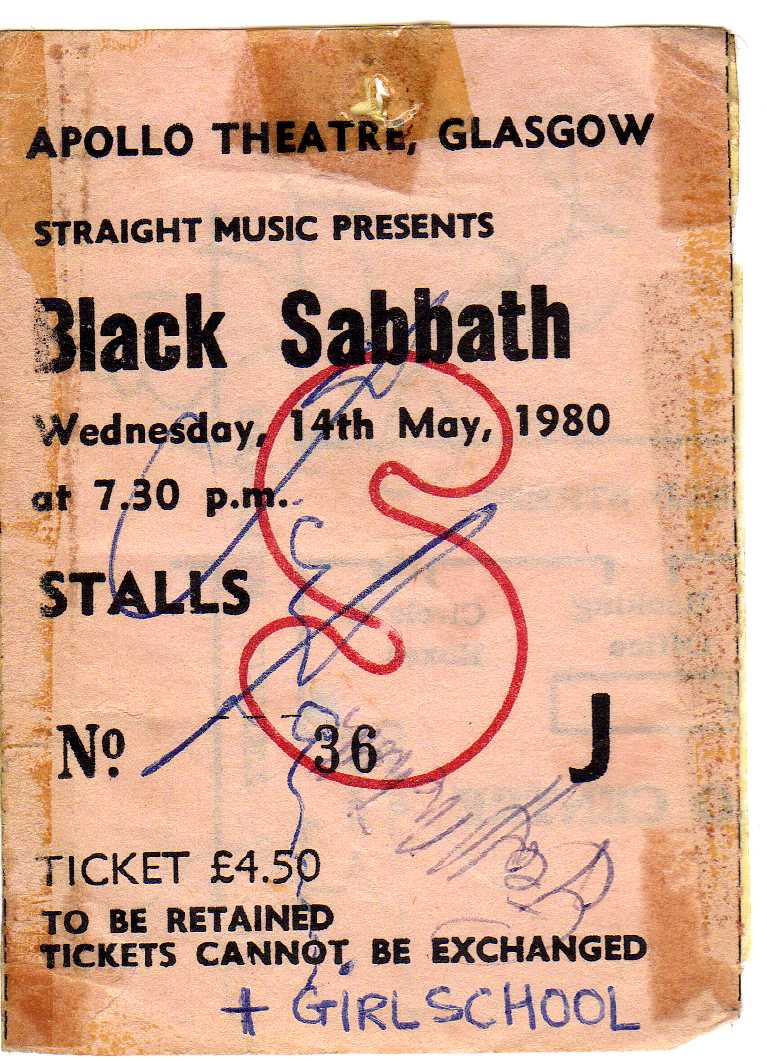 APOLLO THEATRE, GLASGOW
STRAIGHT MUSIC PRESENTS
Black Sabbath
Wednesday, 14th May, 1980
at 7.30 p.m.
S
STALLS
Nº. 36 J
TICKET £4.50
TO BE RETAINED
TICKETS CANNOT BE EXCHANGED
+ GIRLSCHOOL